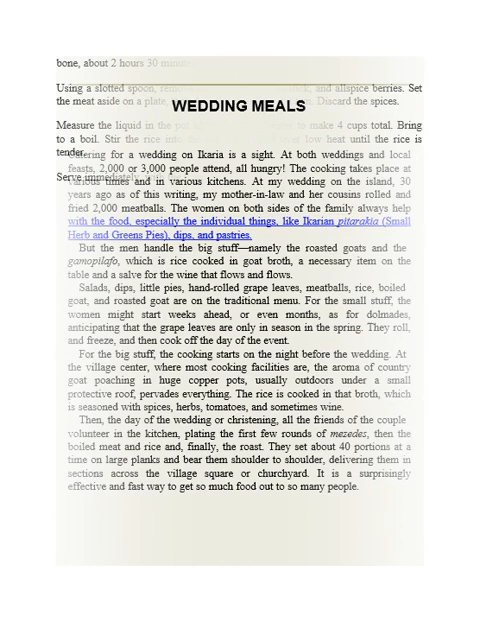 bone, about 2 hours 30 minutes
Using a slotted spoon, and allspice berries. Set
the meat aside on a plate, Discard the spices.
WEDDING MEALS
Measure the liquid in the to make 4 cups total. Bring
to a boil. Stir the rice into low heat until the rice is
tender.
Catering for a wedding on Ikaria is a sight. At both weddings and local
feasts, 2,000 or 3,000 people attend, all hungry! The cooking takes place at
Serve immediately
various times and in various kitchens. At my wedding on the island, 30
years ago as of this writing, my mother-in-law and her cousins rolled and
fried 2,000 meatballs. The women on both sides of the family always help
with the food, especially the individual things, like Ikarian pitarakia (Small
Herb and Greens Pies), dips, and pastries.
But the men handle the big stuff—namely the roasted goats and the
gamopilafo, which is rice cooked in goat broth, a necessary item on the
table and a salve for the wine that flows and flows.
Salads, dips, little pies, hand-rolled grape leaves, meatballs, rice, boiled
goat, and roasted goat are on the traditional menu. For the small stuff, the
women might start weeks ahead, or even months, as for dolmades,
anticipating that the grape leaves are only in season in the spring. They roll,
and freeze, and then cook off the day of the event.
For the big stuff, the cooking starts on the night before the wedding. At
the village center, where most cooking facilities are, the aroma of country
goat poaching in huge copper pots, usually outdoors under a small
protective roof, pervades everything. The rice is cooked in that broth, which
is seasoned with spices, herbs, tomatoes, and sometimes wine.
Then, the day of the wedding or christening, all the friends of the couple
volunteer in the kitchen, plating the first few rounds of mezedes, then the
boiled meat and rice and, finally, the roast. They set about 40 portions at a
time on large planks and bear them shoulder to shoulder, delivering them in
sections across the village square or churchyard. It is a surprisingly
effective and fast way to get so much food out to so many people.